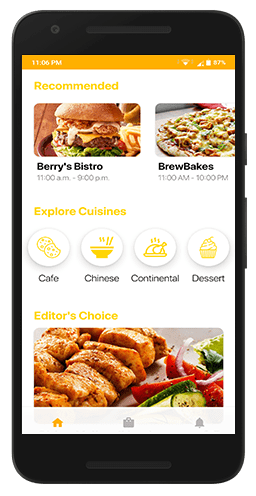 11:06 PM 87%
Recommended
Berry's Bistro BrewBakes
11:00 a.m. - 9:00 p.m. 11:00 AM - 10:00 PM
Explore Cuisines
Cafe Chinese Continental Dessert
Editor's Choice